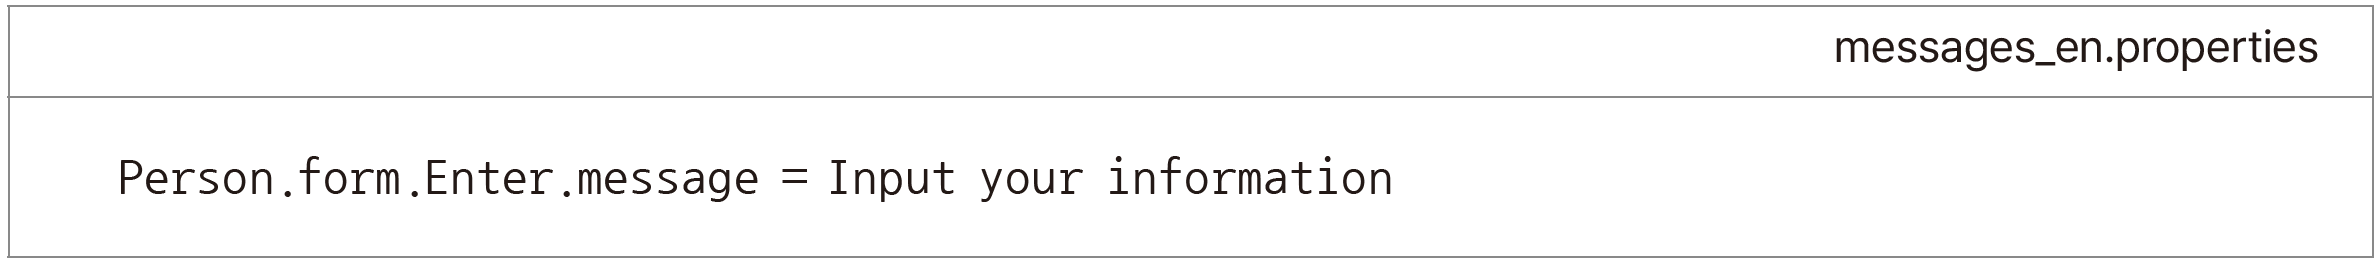 messages_en.properties
Person.form.Enter.message = Input your information